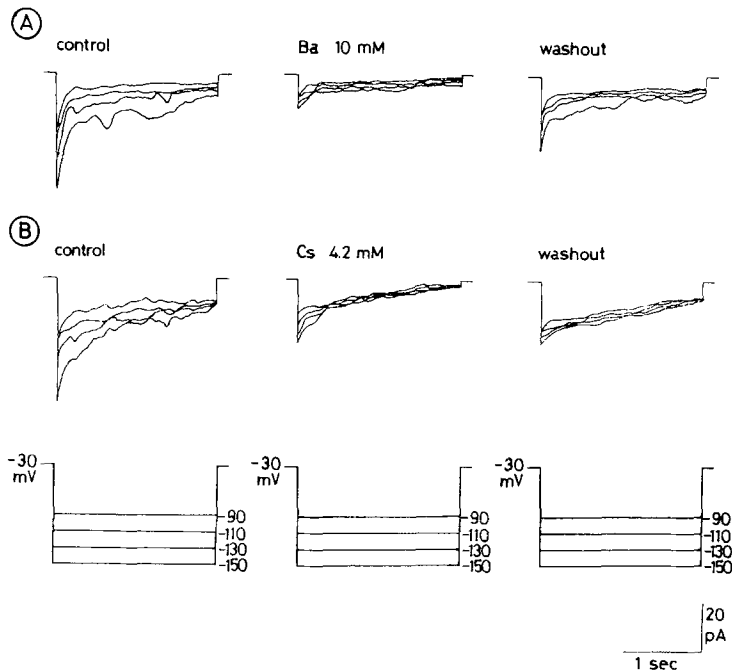 A
control
Ba 10 mM
washout
B
control
Cs 4.2 mM
washout
-30
mV
-90
-110
-130
-150
-30
mV
-90
-110
-130
-150
-30
mV
-90
-110
-130
-150
20
pA
1 sec